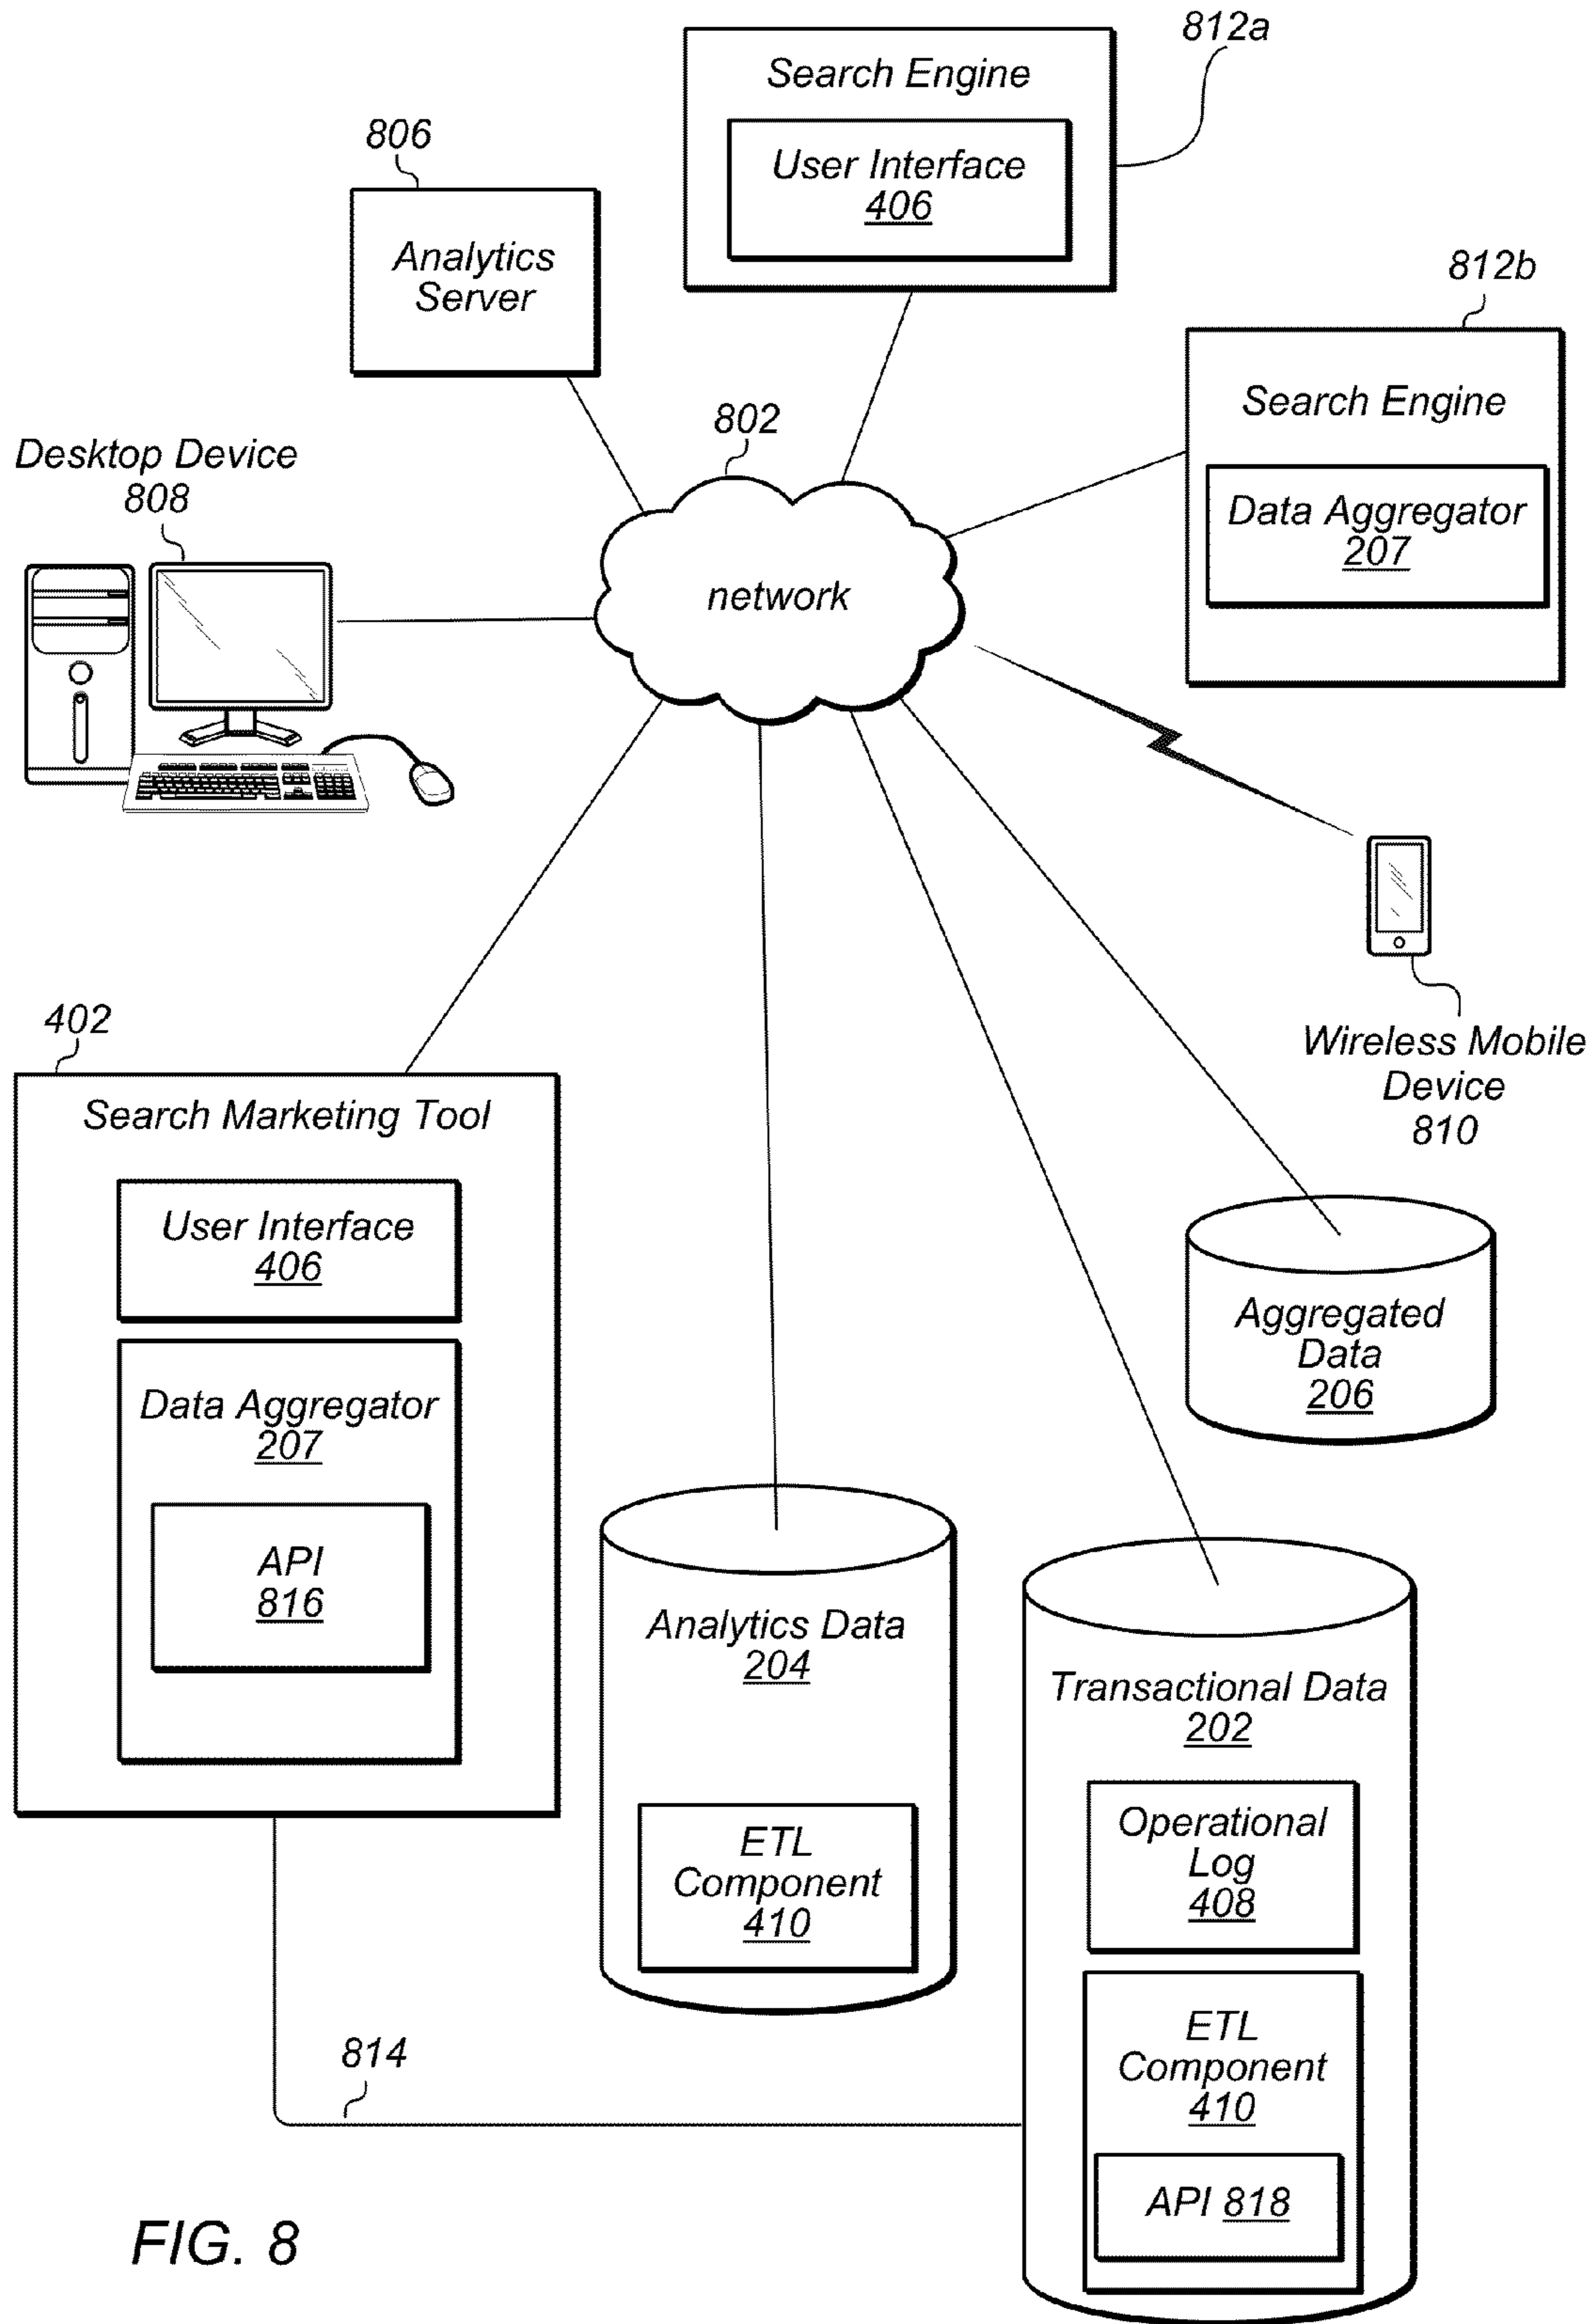 812a
Search Engine
User Interface
406
806
Analytics
Server
812b
Search Engine
Data Aggregator
207
802
network
Desktop Device
808
Wireless Mobile
Device
810
402
Search Marketing Tool
User Interface
406
Data Aggregator
207
API
816
Aggregated
Data
206
Analytics Data
204
ETL
Component
410
Transactional Data
202
Operational
Log
408
ETL
Component
410
API 818
814
FIG. 8